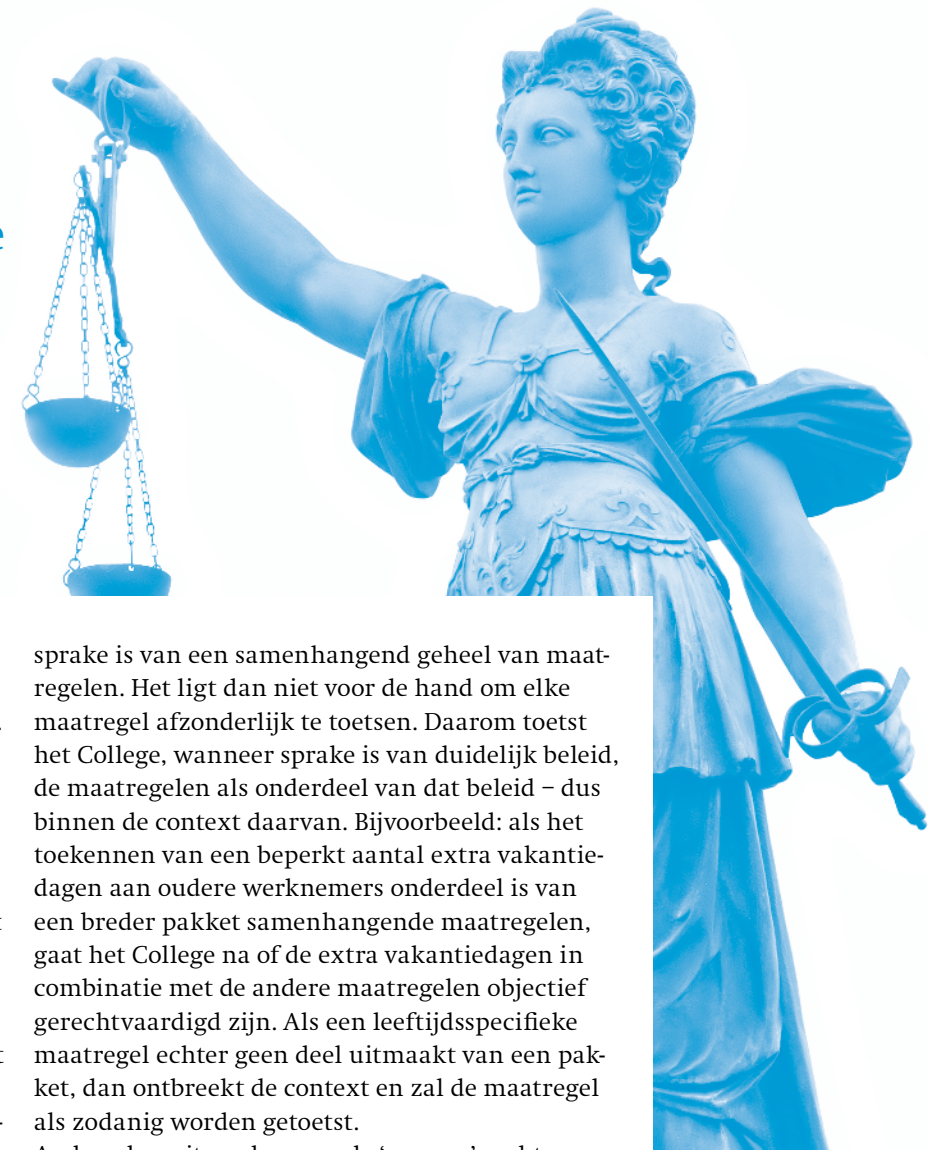 sprake is van een samenhangend geheel van maat-
regelen. Het ligt dan niet voor de hand om elke
maatregel afzonderlijk te toetsen. Daarom toetst
het College, wanneer sprake is van duidelijk beleid,
de maatregelen als onderdeel van dat beleid – dus
binnen de context daarvan. Bijvoorbeeld: als het
toekennen van een beperkt aantal extra vakantie-
dagen aan oudere werknemers onderdeel is van
een breder pakket samenhangende maatregelen,
gaat het College na of de extra vakantiedagen in
combinatie met de andere maatregelen objectief
gerechtvaardigd zijn. Als een leeftijdsspecifieke
maatregel echter geen deel uitmaakt van een pak-
ket, dan ontbreekt de context en zal de maatregel
als zodanig worden getoetst.